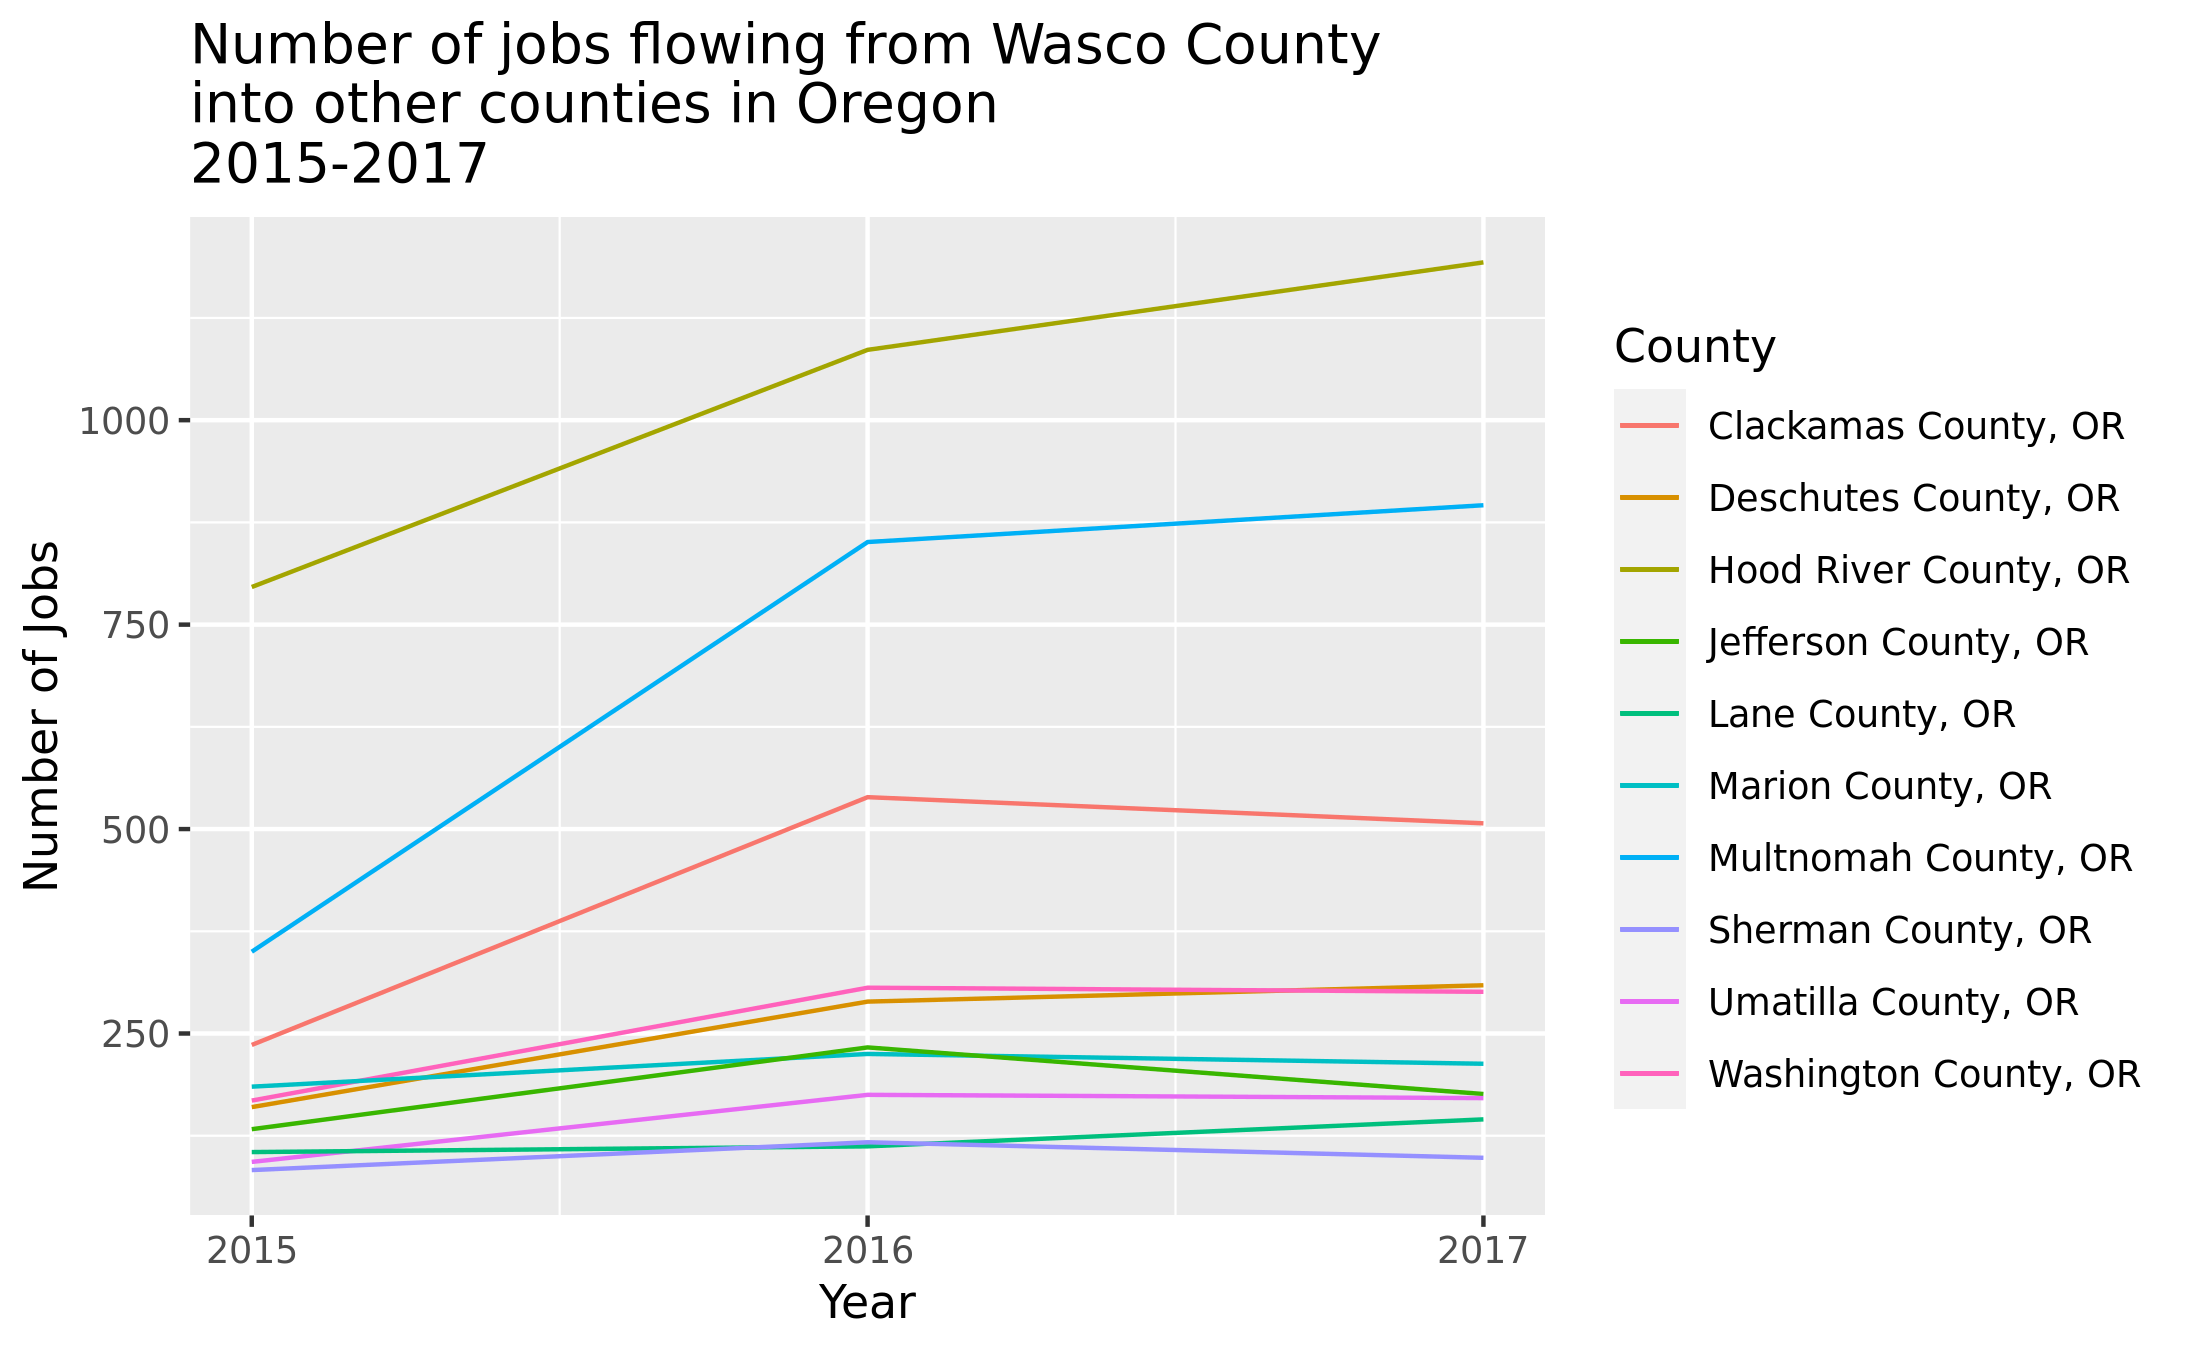 Number of jobs flowing from Wasco County
into other counties in Oregon
2015-2017
Number of Jobs
1000
750
500
250
2015
2016
2017
Year
County
Clackamas County, OR
Deschutes County, OR
Hood River County, OR
Jefferson County, OR
Lane County, OR
Marion County, OR
Multnomah County, OR
Sherman County, OR
Umatilla County, OR
Washington County, OR